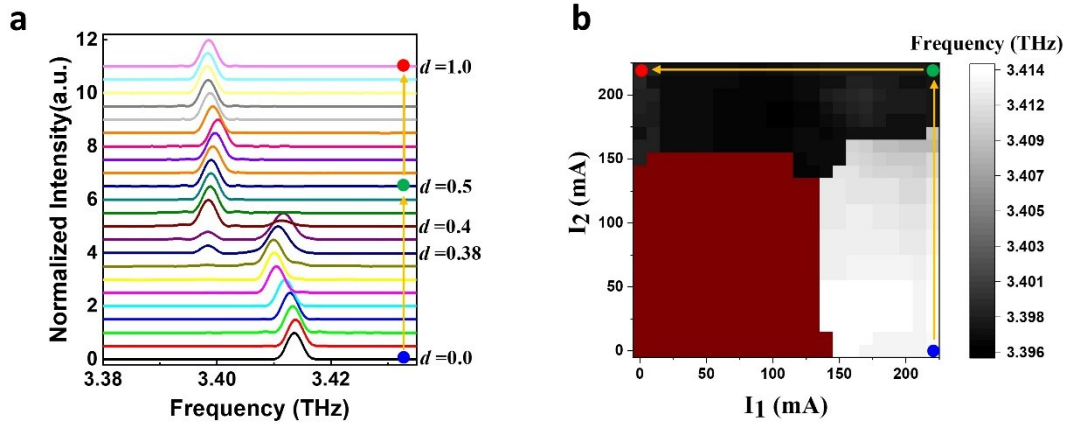 a
Normalized Intensity(a.u.)
12
10
8
6
4
2
0
d =1.0
d =0.5
d =0.4
d =0.38
d =0.0
3.38
3.40
3.42
Frequency (THz)
b
I2 (mA)
200
150
100
50
0
0
50
100
150
200
I1 (mA)
Frequency (THz)
3.414
3.412
3.409
3.407
3.405
3.403
3.401
3.398
3.396